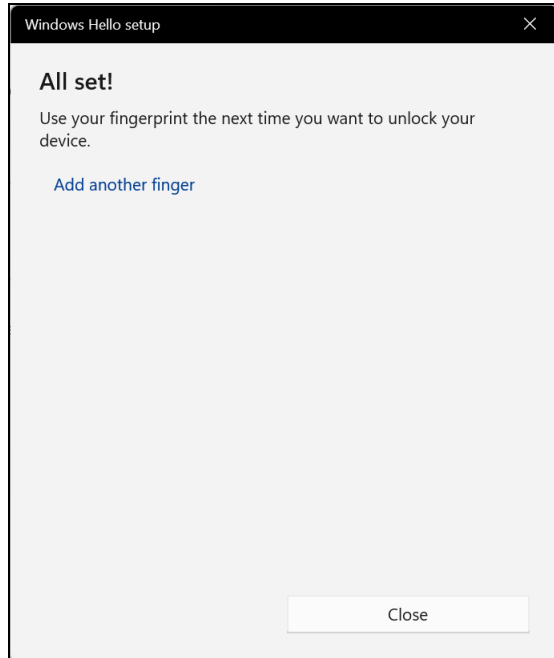 Windows Hello setup
All set!
Use your fingerprint the next time you want to unlock your
device.
Add another finger
Close